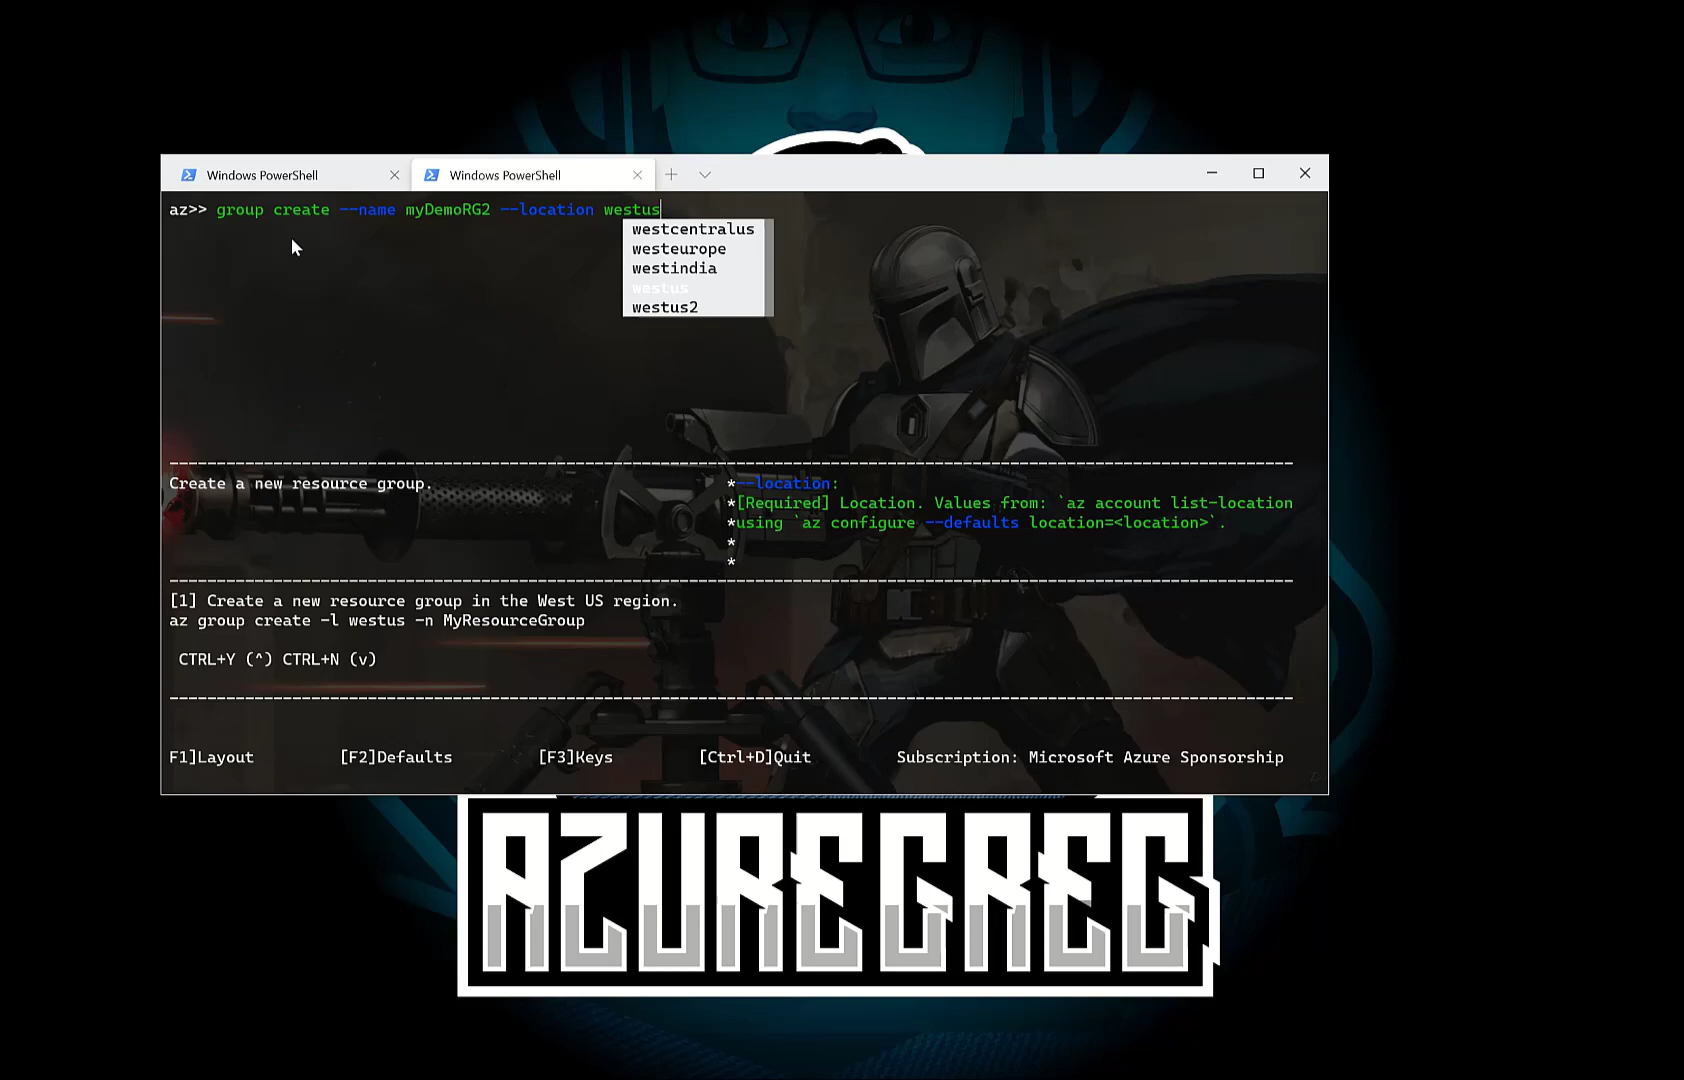 Windows PowerShell
Windows PowerShell
az>> group create --name myDemoRG2 --location westus
westcentralus
westeurope
westindia
westus
westus2
Create a new resource group.
*--location:
*[Required] Location. Values from: `az account list-location
*using `az configure --defaults location=<location>`.
*
*
[1] Create a new resource group in the West US region.
az group create -l westus -n MyResourceGroup
CTRL+Y (^) CTRL+N (v)
F1]Layout [F2]Defaults [F3]Keys [Ctrl+D]Quit Subscription: Microsoft Azure Sponsorship
AZUREGREG